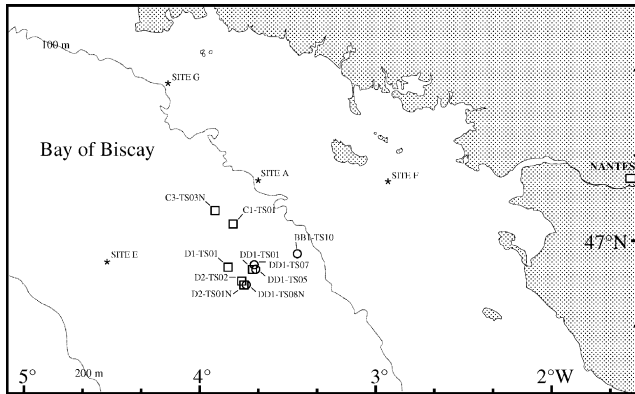 100 m
SITE G
Bay of Biscay
NANTES
SITE A
SITE F
C3-TS03N
C1-TS01
BB1-TS10
47°N
SITE E
D1-TS01
DD1-TS01
DD1-TS07
D2-TS02
DD1-TS05
D2-TS01N
DD1-TS08N
200 m
5°
4°
3°
2°W